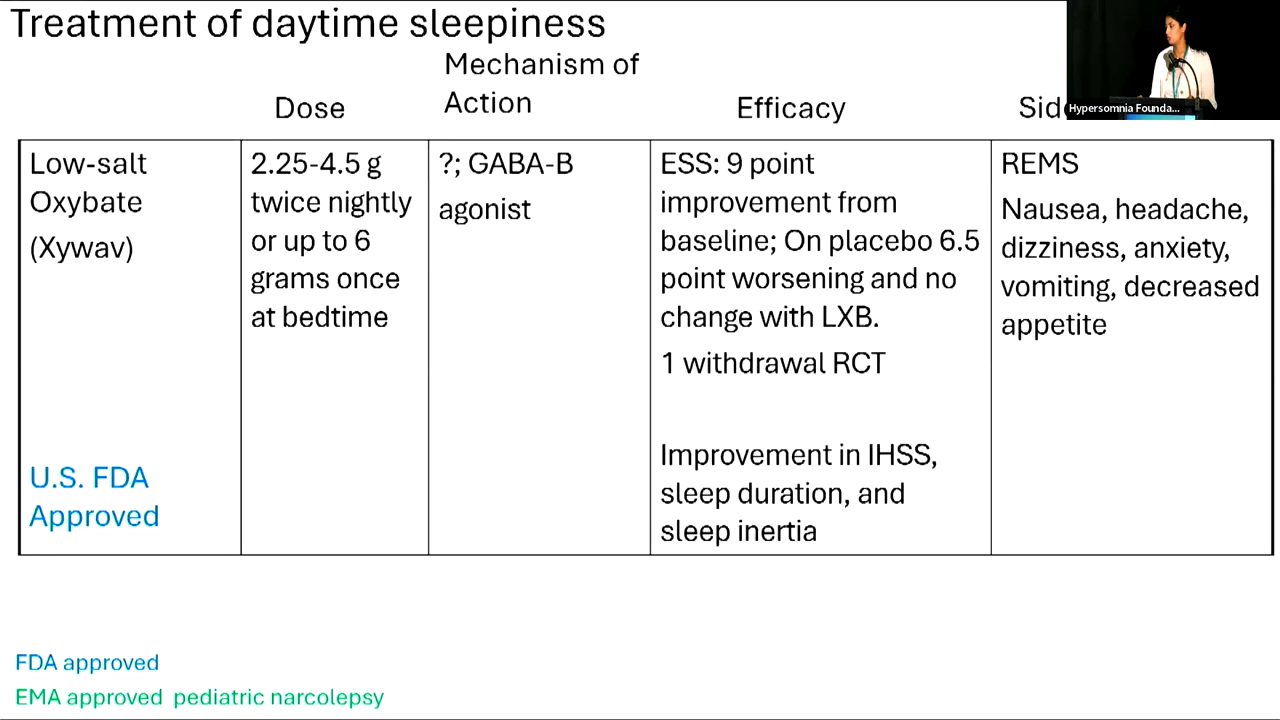 Treatment of daytime sleepiness
Dose
Mechanism of
Action
Efficacy
Sid
Hypersomnia Founda...
Low-salt
Oxybate
(Xywav)
U.S. FDA
Approved
2.25-4.5 g
twice nightly
or up to 6
grams once
at bedtime
?; GABA-B
agonist
ESS: 9 point
improvement from
baseline; On placebo 6.5
point worsening and no
change with LXB.
1 withdrawal RCT
Improvement in IHSS,
sleep duration, and
sleep inertia
REMS
Nausea, headache,
dizziness, anxiety,
vomiting, decreased
appetite
FDA approved
EMA approved pediatric narcolepsy